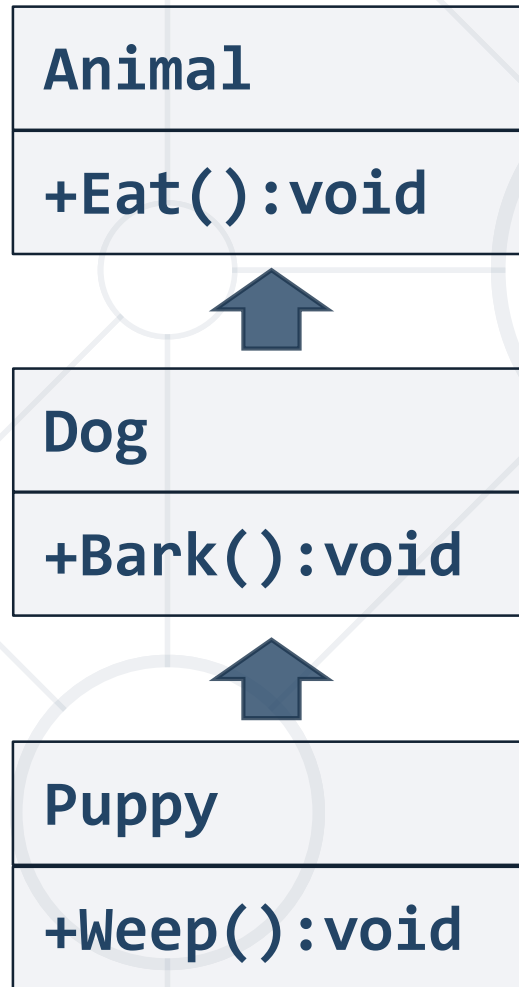 Animal
+Eat():void
Dog
+Bark():void
Puppy
+Weep():void